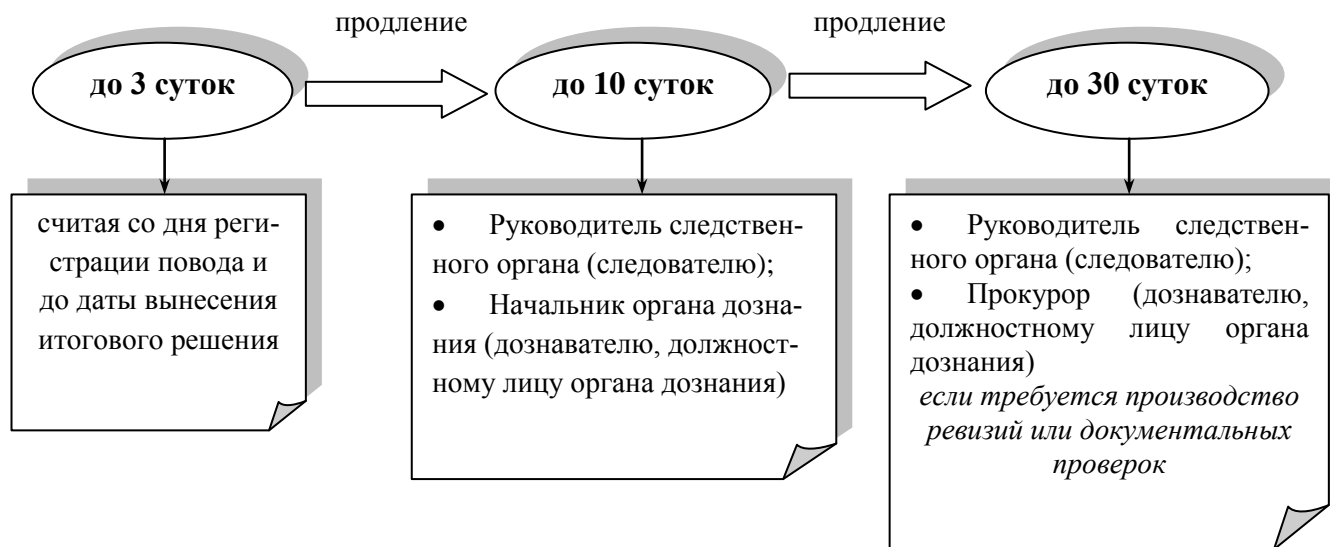 продление
продление
до 3 суток
до 10 суток
до 30 суток
считая со дня реги-
страции повода и
до даты вынесения
итогового решения
• Руководитель следствен-
ного органа (следователю);
• Начальник органа дозна-
ния (дознавателю, должност-
ному лицу органа дознания)
• Руководитель следствен-
ного органа (следователю);
• Прокурор (дознавателю,
должностному лицу органа
дознания)
если требуется производство
ревизий или документальных
проверок